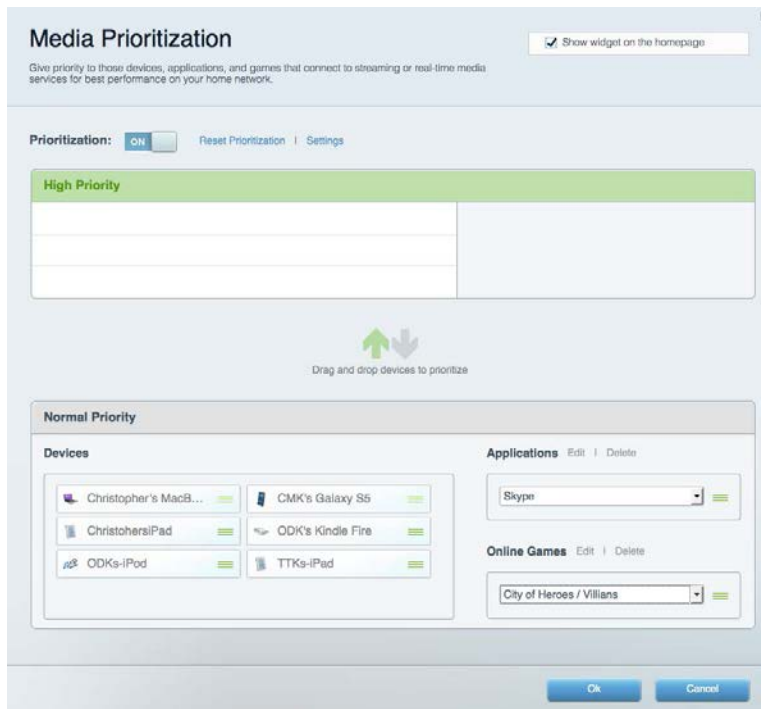 Media Prioritization
Show widget on the homepage
Give priority to those devices, applications, and games that connect to streaming or real-time media
services for best performance on your home network.
Prioritization: ON Reset Prioritization | Settings
High Priority
Drag and drop devices to prioritize
Normal Priority
Devices
Christopher's MacB...
CMK's Galaxy S5
ChristohersiPad
ODK's Kindle Fire
ODKs-iPod
TTKs-iPad
Applications Edit | Delete
Skype
Online Games Edit | Delete
City of Heroes / Villians
Ok
Cancel